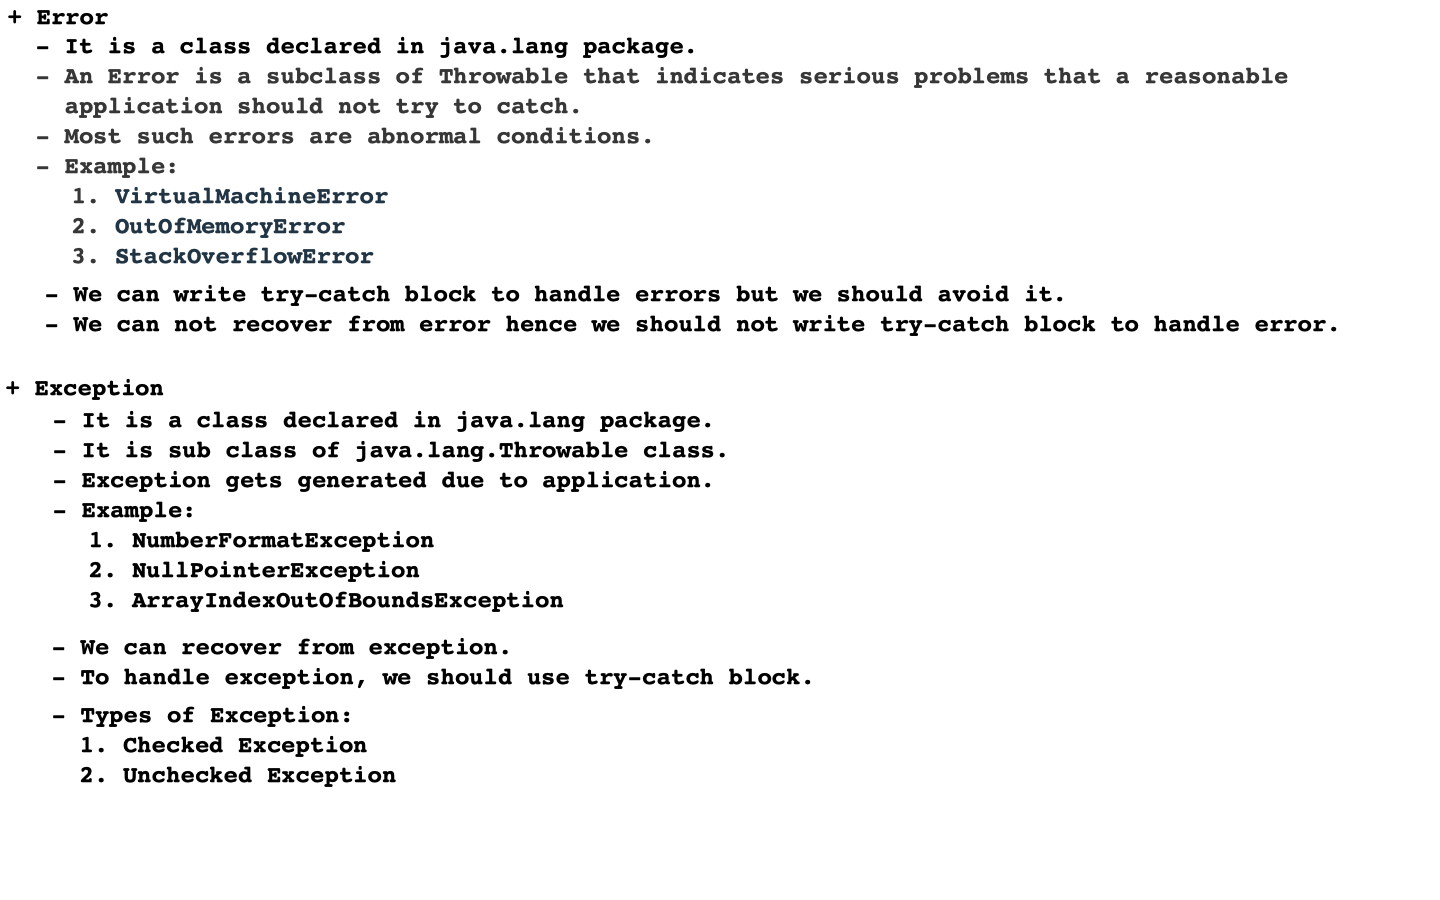 + Error
- It is a class declared in java.lang package.
- An Error is a subclass of Throwable that indicates serious problems that a reasonable
application should not try to catch.
- Most such errors are abnormal conditions.
- Example:
1. VirtualMachineError
2. OutOfMemoryError
3. StackOverflowError
- We can write try-catch block to handle errors but we should avoid it.
- We can not recover from error hence we should not write try-catch block to handle error.
+ Exception
- It is a class declared in java.lang package.
- It is sub class of java.lang.Throwable class.
- Exception gets generated due to application.
- Example:
1. NumberFormatException
2. NullPointerException
3. ArrayIndexOutOfBoundsException
- We can recover from exception.
- To handle exception, we should use try-catch block.
- Types of Exception:
1. Checked Exception
2. Unchecked Exception